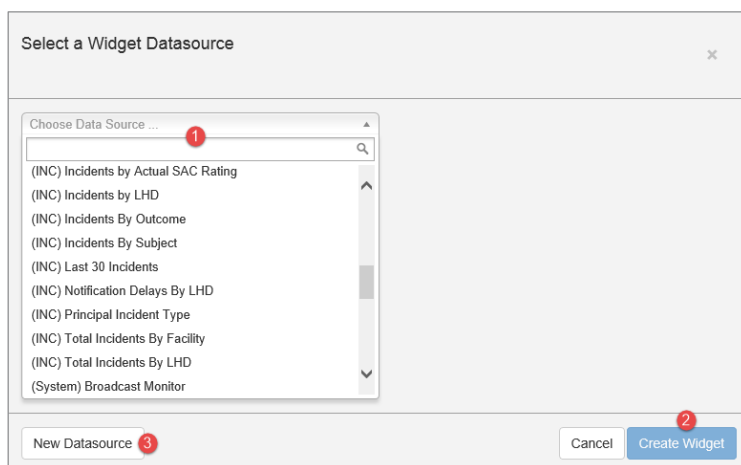 Select a Widget Datasource
×
Choose Data Source ...
1
(INC) Incidents by Actual SAC Rating
(INC) Incidents by LHD
(INC) Incidents By Outcome
(INC) Incidents By Subject
(INC) Last 30 Incidents
(INC) Notification Delays By LHD
(INC) Principal Incident Type
(INC) Total Incidents By Facility
(INC) Total Incidents By LHD
(System) Broadcast Monitor
2
New Datasource 3 Cancel Create Widget